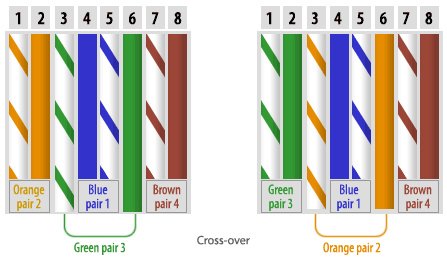 1 2 3 4 5 6 7 8
1 2 3 4 5 6 7 8
Orange
pair 2
Blue
pair 1
Brown
pair 4
Green
pair 3
Blue
pair 1
Brown
pair 4
Green pair 3
Cross-over
Orange pair 2